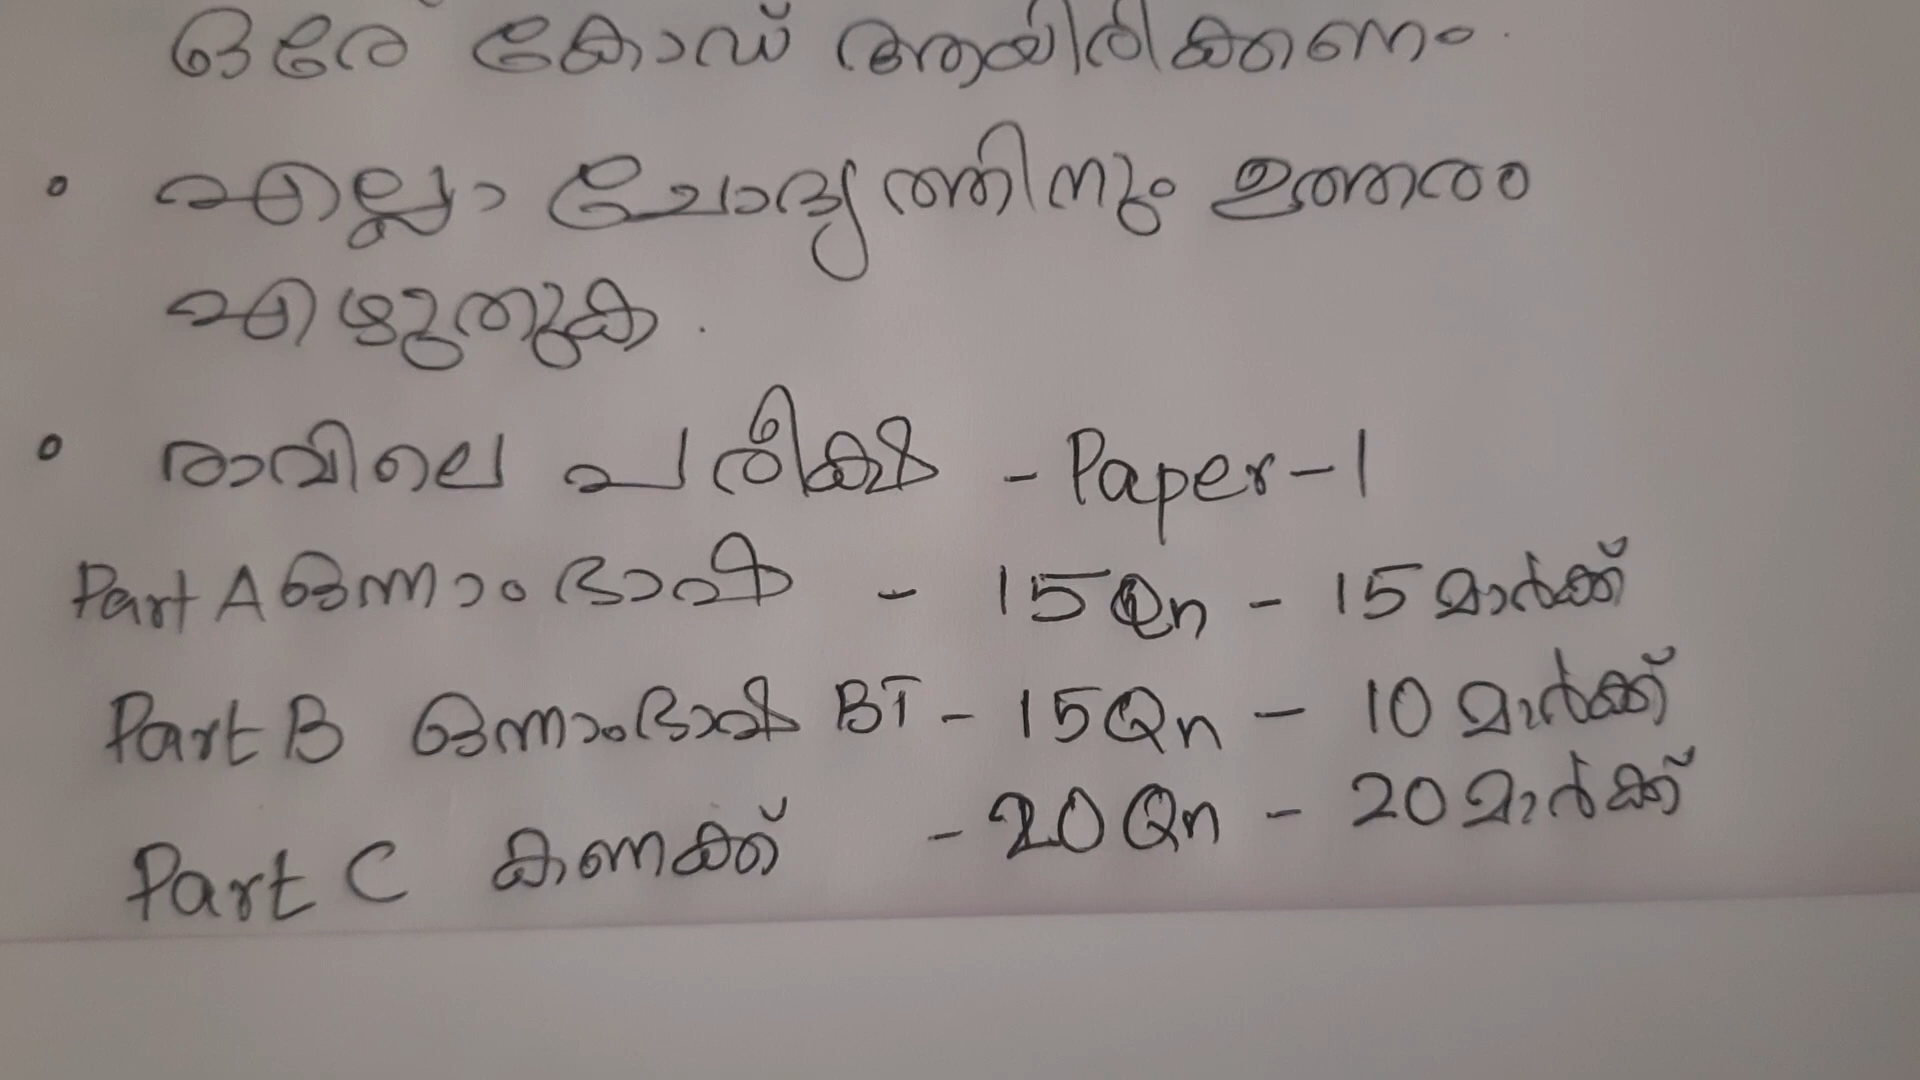 ഒരേ കോഡ് ആയിരിക്കണം.
• എല്ലാ ചോദ്യത്തിനും ഉത്തരം
എഴുതുക.
• രാവിലെ പരീക്ഷ - Paper-1
Part A ഒന്നാം ഭാഷ - 15 Qn - 15 മാർക്ക്
Part B ഒന്നാംഭാഷ BT - 15 Qn - 10 മാർക്ക്
Part C കണക്ക് - 20 Qn - 20 മാർക്ക്